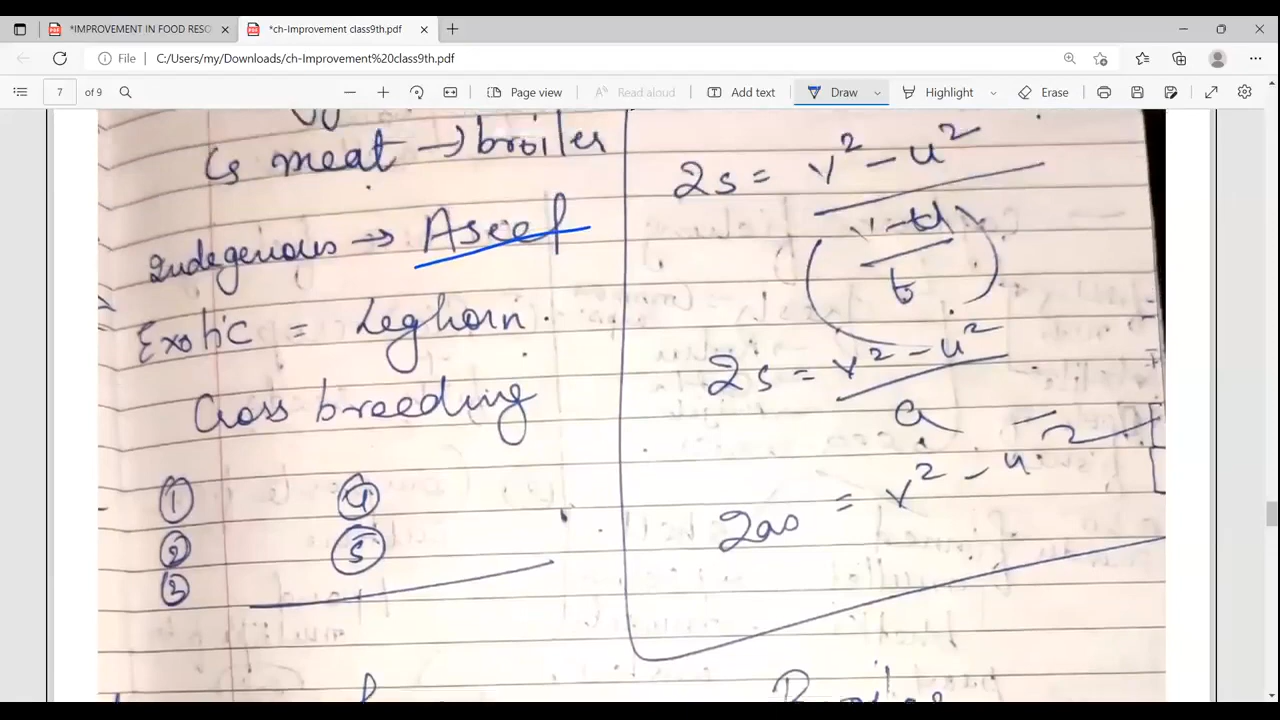 *IMPROVEMENT IN FOOD RESO
*ch-Improvement class9th.pdf
File
C:/Users/my/Downloads/ch-Improvement%20class9th.pdf
7 of 9
Page view
Read aloud
Add text
Draw
Highlight
Erase
meat → broiler
Indegenious → Aseel
Exotic = Leghorn.
Cross breeding
① ④
② ⑤
③
2s = v² - u²
t
2s = v² - u²
a
2as = v² - u²